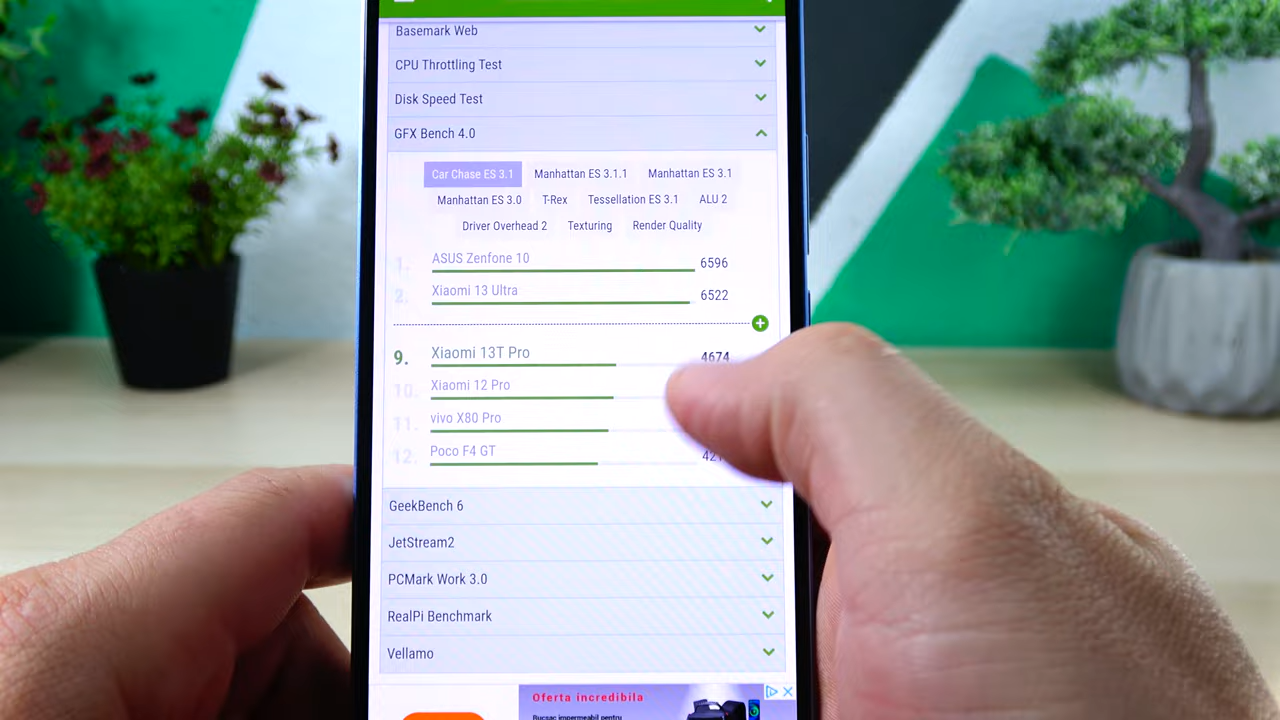 Basemark Web
CPU Throttling Test
Disk Speed Test
GFX Bench 4.0
Car Chase ES 3.1 Manhattan ES 3.1.1 Manhattan ES 3.1
Manhattan ES 3.0 T-Rex Tessellation ES 3.1 ALU 2
Driver Overhead 2 Texturing Render Quality
1. ASUS Zenfone 10 6596
2. Xiaomi 13 Ultra 6522
9. Xiaomi 13T Pro 4674
10. Xiaomi 12 Pro
11. vivo X80 Pro
12. Poco F4 GT
GeekBench 6
JetStream2
PCMark Work 3.0
RealPi Benchmark
Vellamo
Oferta incredibila
Rucsac impermeabil pentru